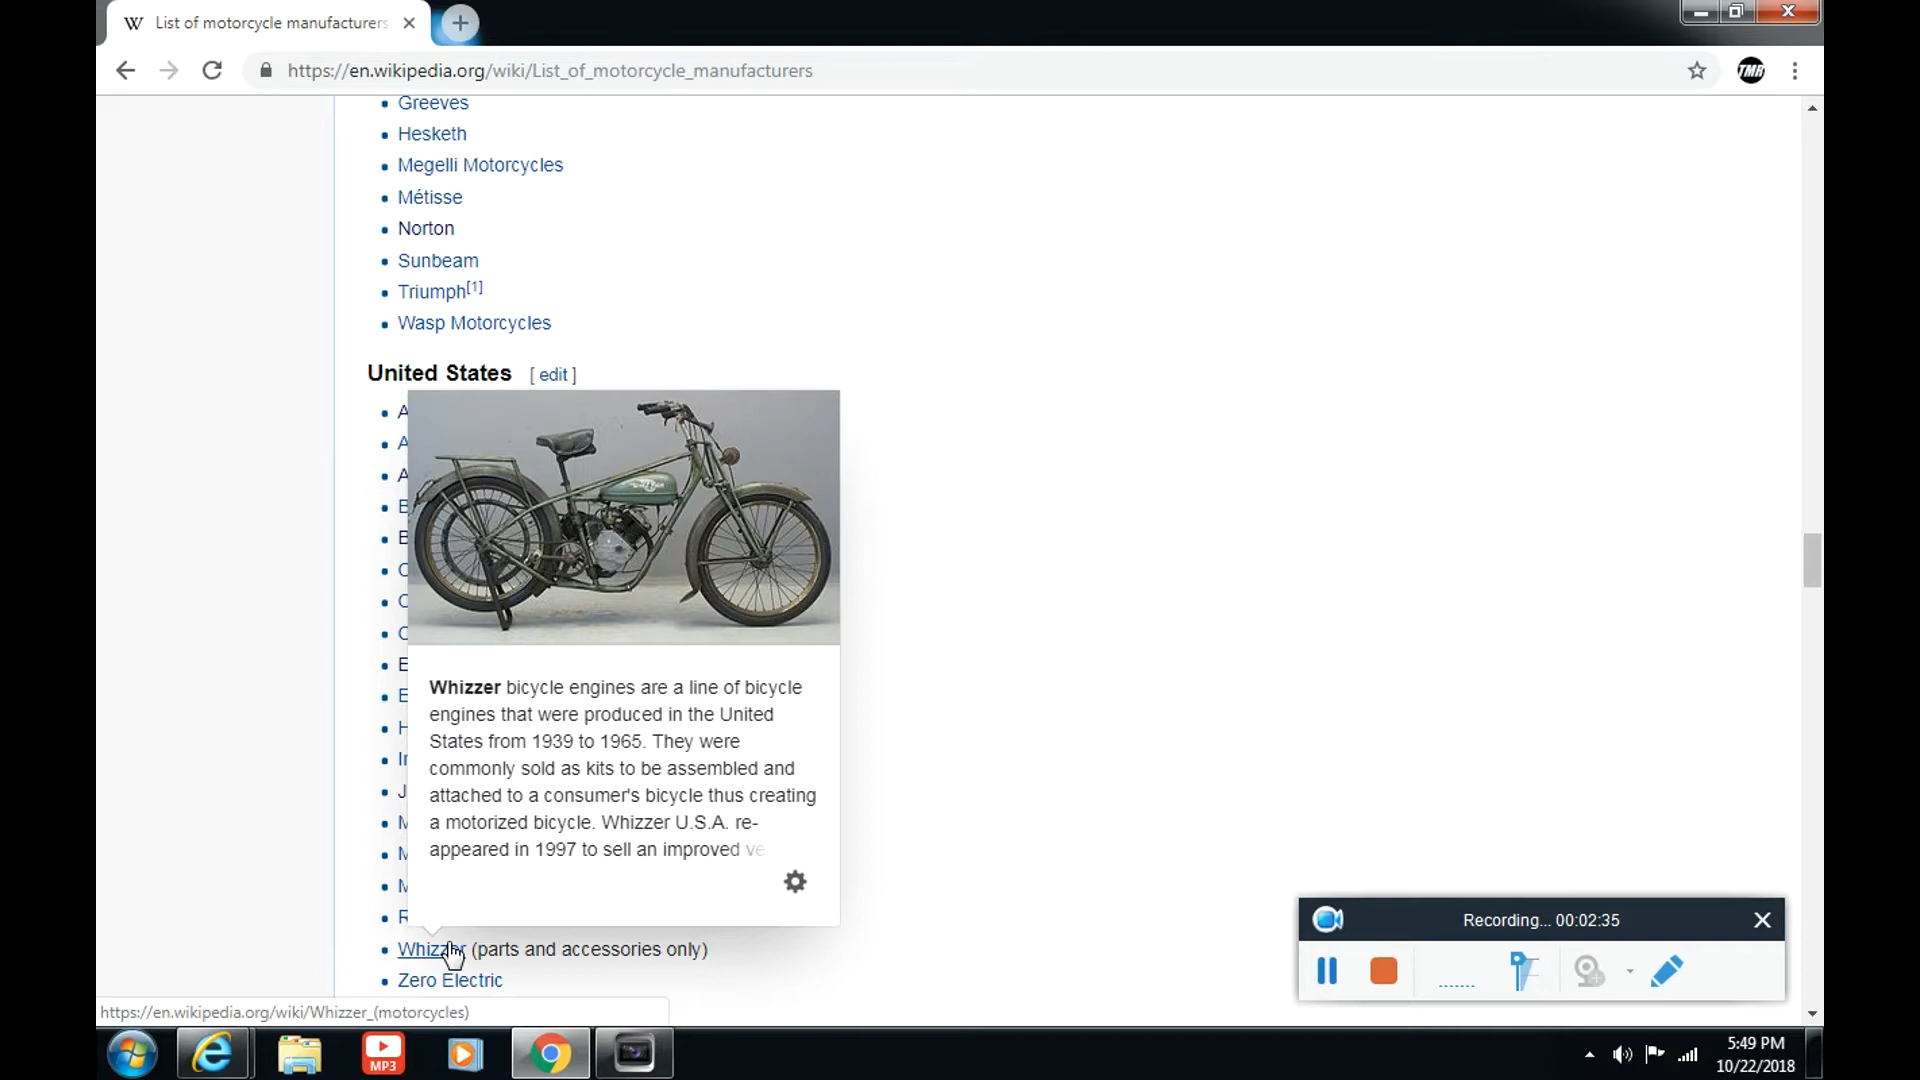 W List of motorcycle manufacturers
https://en.wikipedia.org/wiki/List_of_motorcycle_manufacturers
TMR
Greeves
Hesketh
Megelli Motorcycles
Métisse
Norton
Sunbeam
Triumph[1]
Wasp Motorcycles
United States [ edit ]
A
A
A
B
B
C
C
C
E
E
H
In
J
M
M
M
R
Whizzer bicycle engines are a line of bicycle
engines that were produced in the United
States from 1939 to 1965. They were
commonly sold as kits to be assembled and
attached to a consumer's bicycle thus creating
a motorized bicycle. Whizzer U.S.A. re-
appeared in 1997 to sell an improved ve
Whizzer (parts and accessories only)
Zero Electric
Recording... 00:02:35
https://en.wikipedia.org/wiki/Whizzer_(motorcycles)
MP3
5:49 PM
10/22/2018